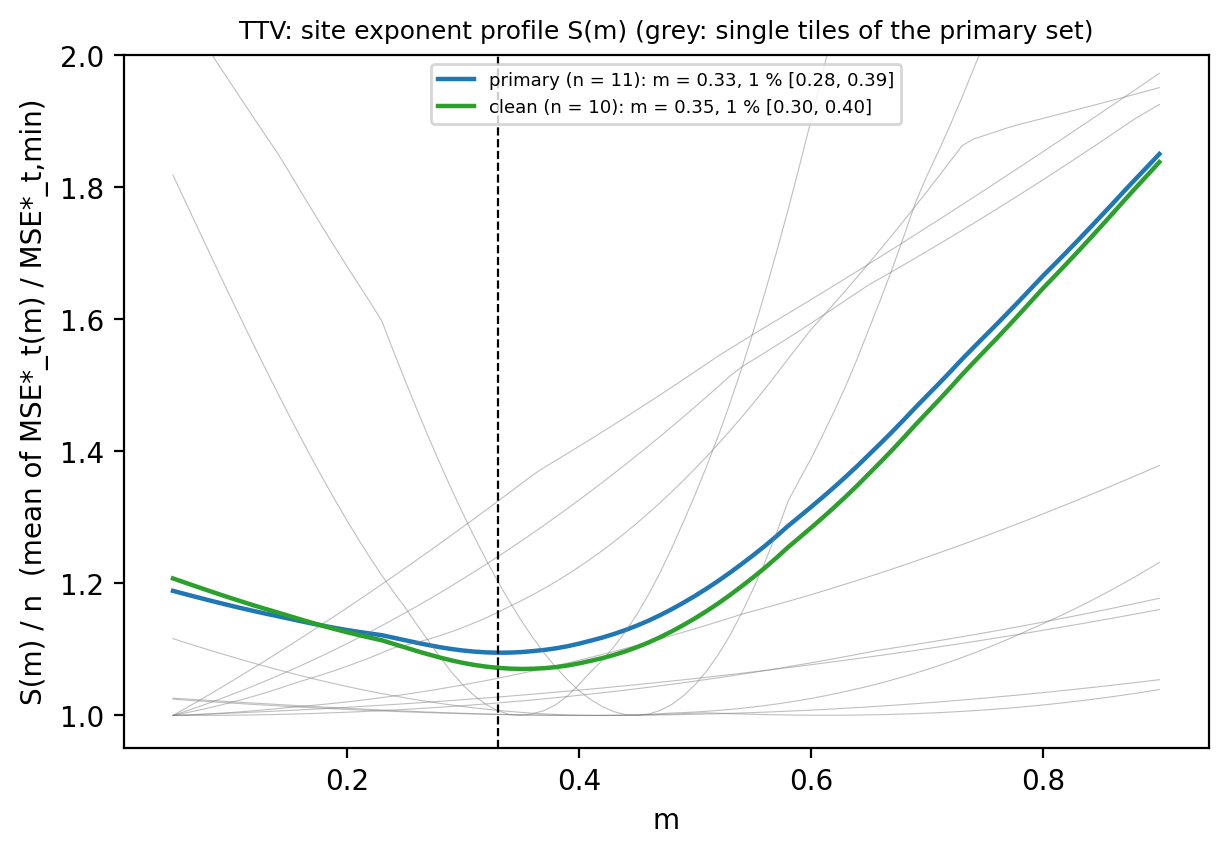 TTV: site exponent profile S(m) (grey: single tiles of the primary set)
primary (n = 11): m = 0.33, 1 % [0.28, 0.39]
clean (n = 10): m = 0.35, 1 % [0.30, 0.40]
S(m) / n  (mean of MSE*_t(m) / MSE*_t,min)
2.0
1.8
1.6
1.4
1.2
1.0
0.2
0.4
0.6
0.8
m